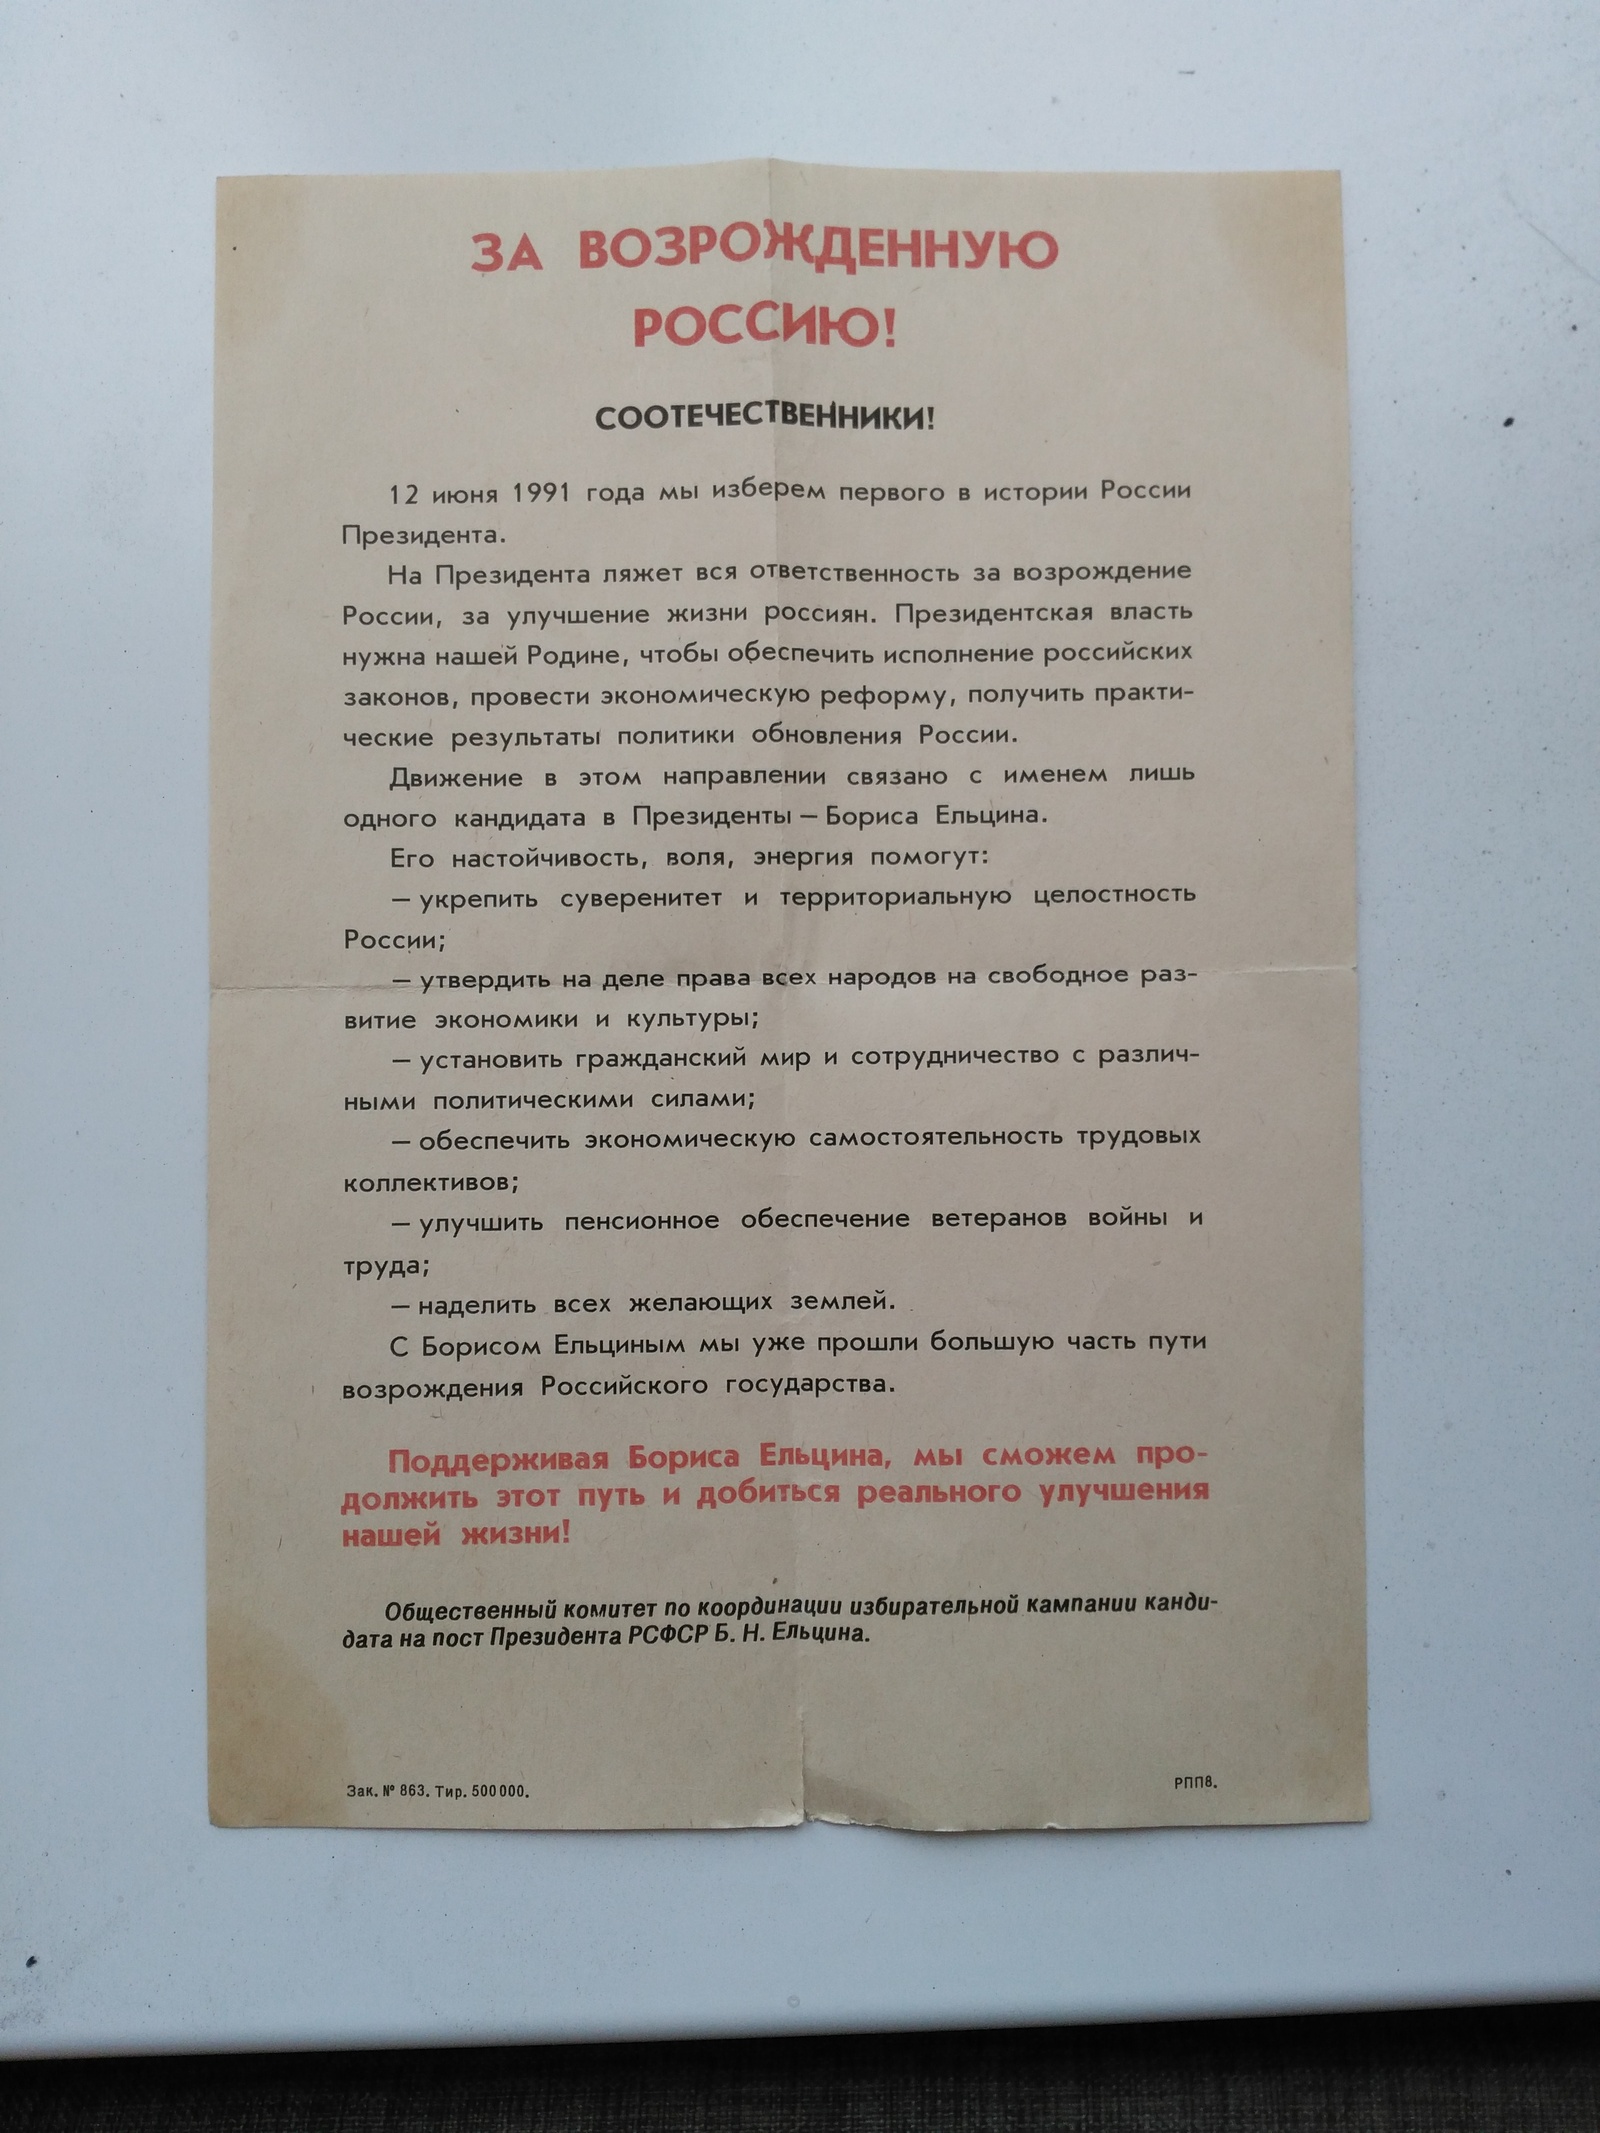 ЗА ВОЗРОЖДЕННУЮ
РОССИЮ!
СООТЕЧЕСТВЕННИКИ!
12 июня 1991 года мы изберем первого в истории России
Президента.
На Президента ляжет вся ответственность за возрождение
России, за улучшение жизни россиян. Президентская власть
нужна нашей Родине, чтобы обеспечить исполнение российских
законов, провести экономическую реформу, получить практи-
ческие результаты политики обновления России.
Движение в этом направлении связано с именем лишь
одного кандидата в Президенты — Бориса Ельцина.
Его настойчивость, воля, энергия помогут:
— укрепить суверенитет и территориальную целостность
России;
— утвердить на деле права всех народов на свободное раз-
витие экономики и культуры;
— установить гражданский мир и сотрудничество с различ-
ными политическими силами;
— обеспечить экономическую самостоятельность трудовых
коллективов;
— улучшить пенсионное обеспечение ветеранов войны и
труда;
— наделить всех желающих землей.
С Борисом Ельциным мы уже прошли большую часть пути
возрождения Российского государства.
Поддерживая Бориса Ельцина, мы сможем про-
должить этот путь и добиться реального улучшения
нашей жизни!
Общественный комитет по координации избирательной кампании канди-
дата на пост Президента РСФСР Б. Н. Ельцина.
Зак. № 863. Тир. 500 000. РПП8.